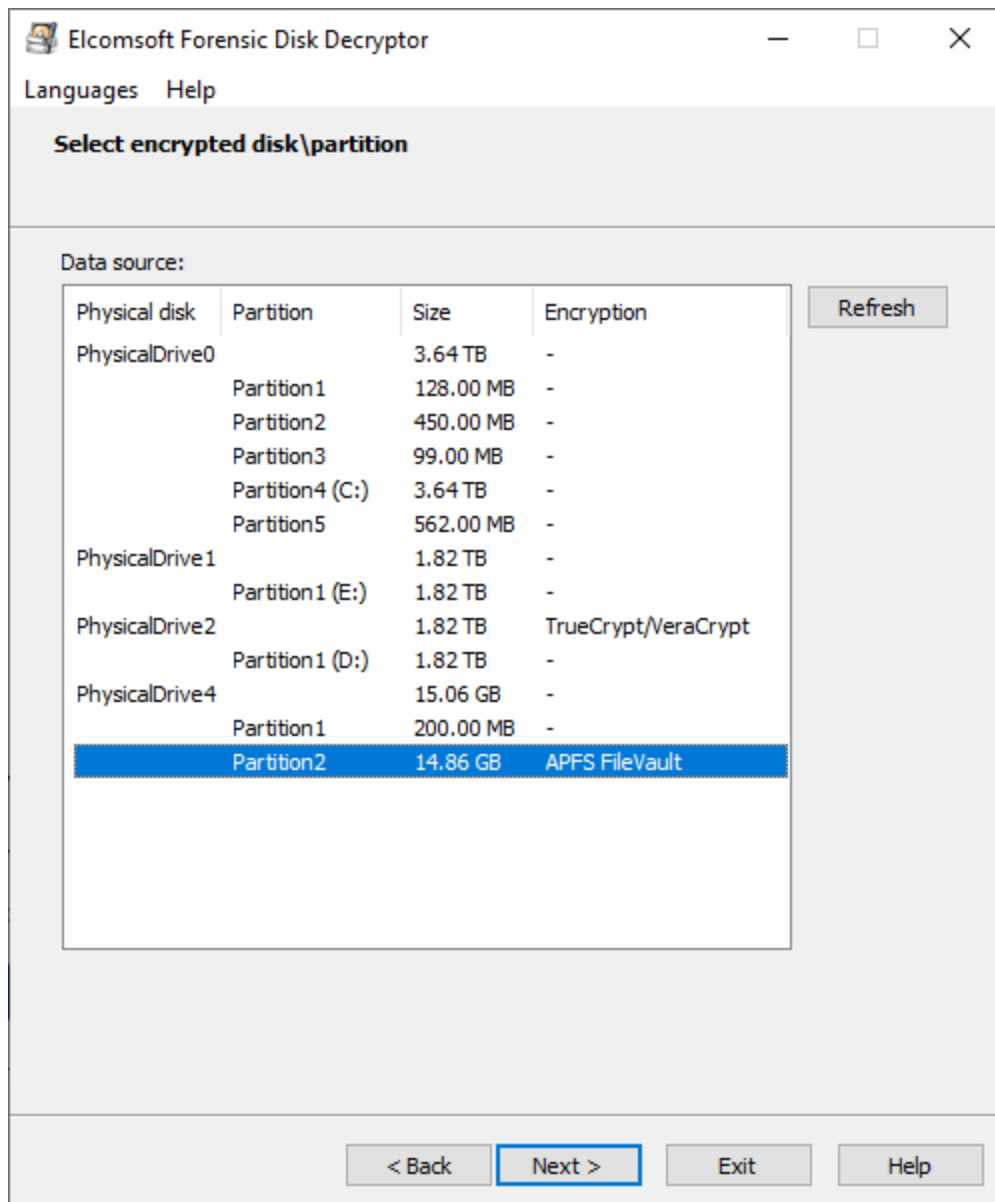 Elcomsoft Forensic Disk Decryptor
Languages Help
Select encrypted disk\partition
Data source:
Physical disk Partition Size Encryption Refresh
PhysicalDrive0 3.64 TB -
Partition1 128.00 MB -
Partition2 450.00 MB -
Partition3 99.00 MB -
Partition4 (C:) 3.64 TB -
Partition5 562.00 MB -
PhysicalDrive1 1.82 TB -
Partition1 (E:) 1.82 TB -
PhysicalDrive2 1.82 TB TrueCrypt/VeraCrypt
Partition1 (D:) 1.82 TB -
PhysicalDrive4 15.06 GB -
Partition1 200.00 MB -
Partition2 14.86 GB APFS FileVault
< Back Next > Exit Help